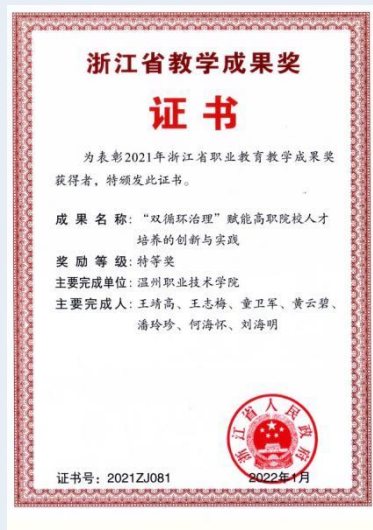 浙江省教学成果奖
证书
为表彰2021年浙江省职业教育教学成果奖
获得者，特颁发此证书。
成果名称：“双循环治理”赋能高职院校人才
培养的创新与实践
奖励等级：特等奖
主要完成单位：温州职业技术学院
主要完成人：王靖高、王志梅、童卫军、黄云碧、
潘玲珍、何海怀、刘海明
浙江省人民政府
证书号：2021ZJ081
2022年1月